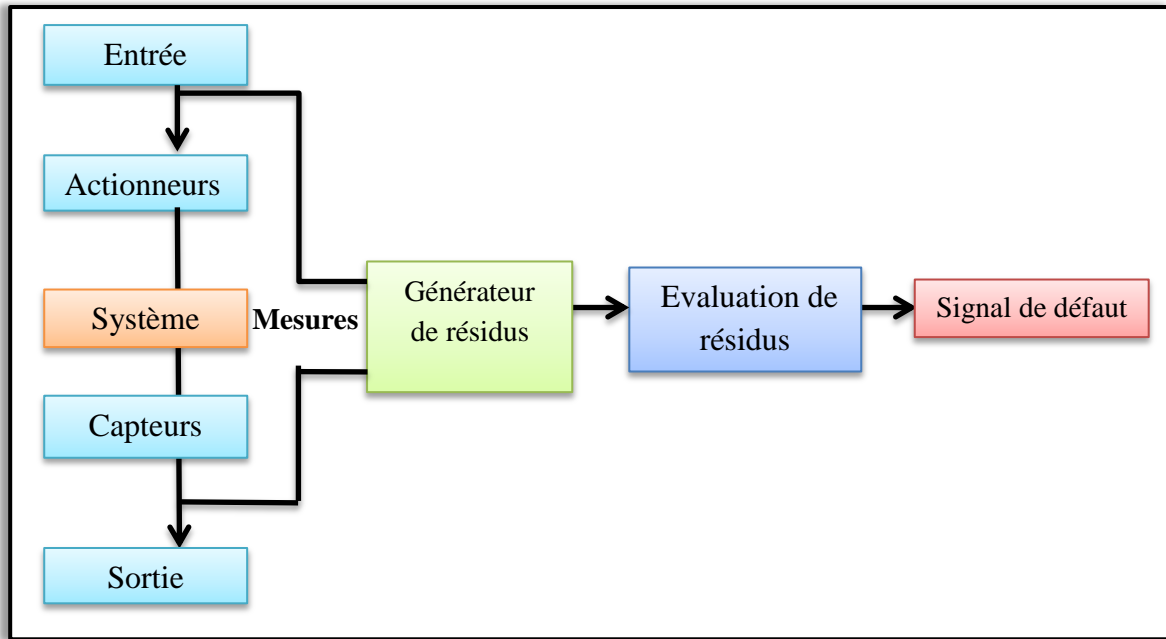 Entrée
Actionneurs
Système
Mesures
Capteurs
Sortie
Générateur
de résidus
Evaluation de
résidus
Signal de défaut